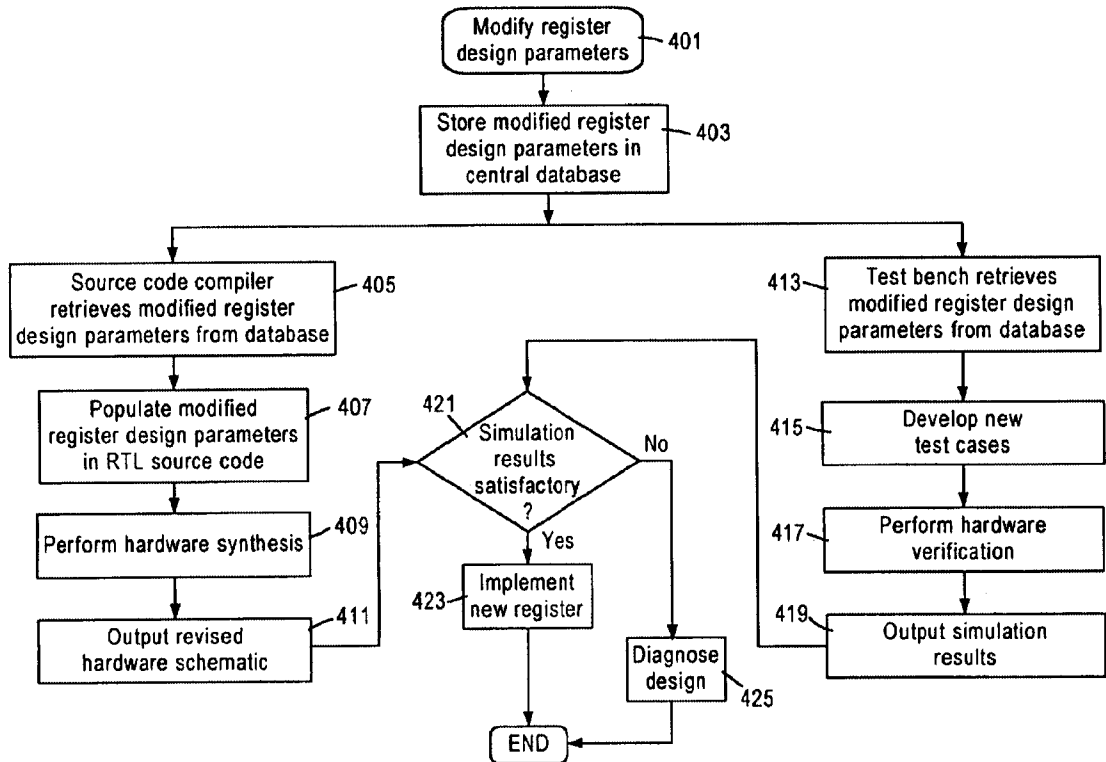 Modify register
design parameters
401
Store modified register
design parameters in
central database
403
Source code compiler
retrieves modified register
design parameters from database
405
Populate modified
register design parameters
in RTL source code
407
Perform hardware synthesis
409
Output revised
hardware schematic
411
413
Test bench retrieves
modified register design
parameters from database
415
Develop new
test cases
417
Perform hardware
verification
419
Output simulation
results
421
Simulation
results
satisfactory
?
No
Yes
423
Implement
new register
Diagnose
design
425
END